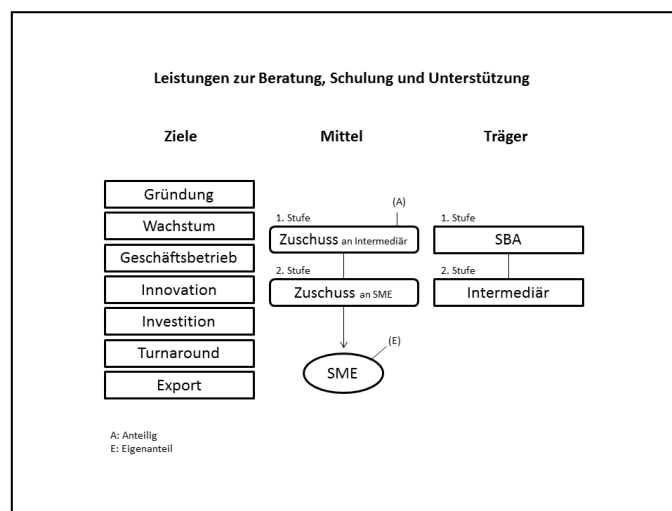 Leistungen zur Beratung, Schulung und Unterstützung
Ziele
Mittel
Träger
Gründung
Wachstum
Geschäftsbetrieb
Innovation
Investition
Turnaround
Export
(A)
1. Stufe
Zuschuss an Intermediär
2. Stufe
Zuschuss an SME
(E)
SME
1. Stufe
SBA
2. Stufe
Intermediär
A: Anteilig
E: Eigenanteil